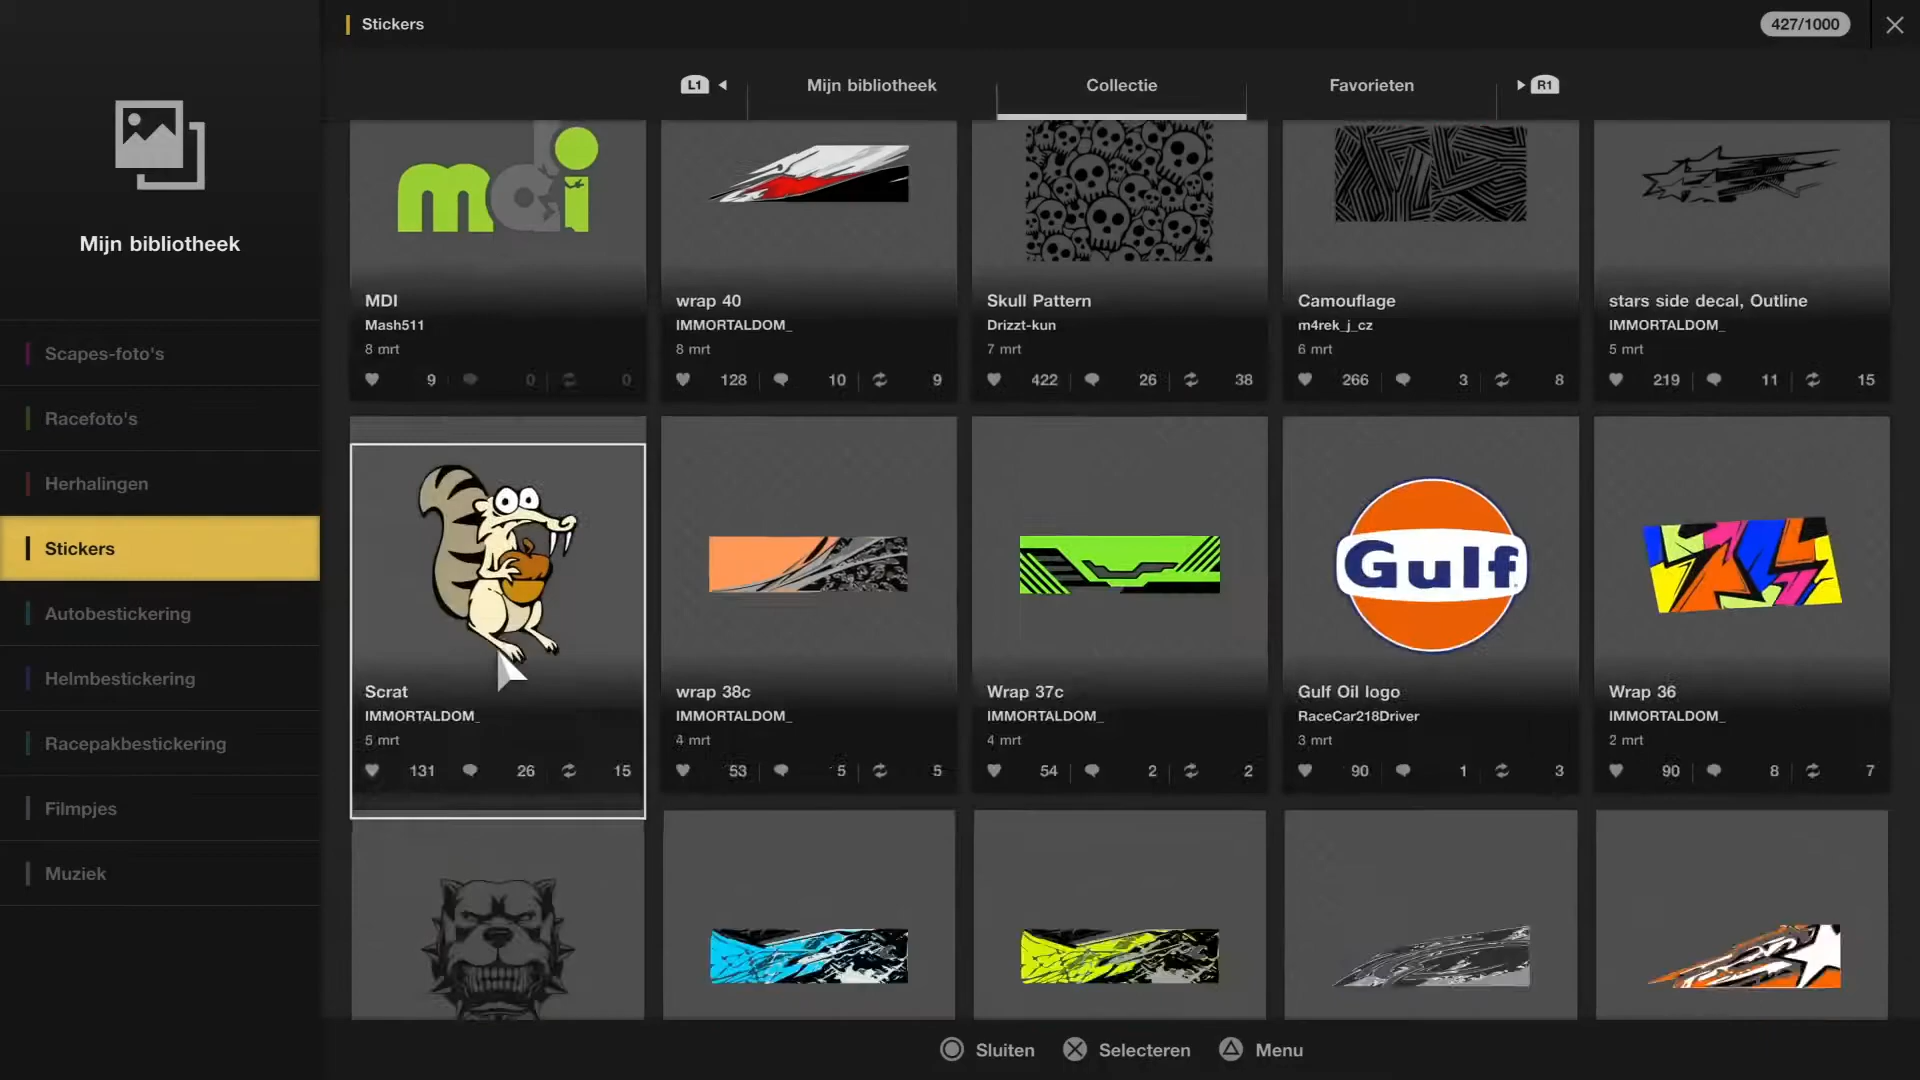 Stickers
427/1000
L1
Mijn bibliotheek
Collectie
Favorieten
R1
Mijn bibliotheek
Scapes-foto's
Racefoto's
Herhalingen
Stickers
Autobestickering
Helmbestickering
Racepakbestickering
Filmpjes
Muziek
mdi
MDI
Mash511
8 mrt
9 0 0
wrap 40
IMMORTALDOM_
8 mrt
128 10 9
Skull Pattern
Drizzt-kun
7 mrt
422 26 38
Camouflage
m4rek_j_cz
6 mrt
266 3 8
stars side decal, Outline
IMMORTALDOM_
5 mrt
219 11 15
Scrat
IMMORTALDOM_
5 mrt
131 26 15
wrap 38c
IMMORTALDOM_
4 mrt
53 5 5
Wrap 37c
IMMORTALDOM_
4 mrt
54 2 2
Gulf
Gulf Oil logo
RaceCar218Driver
3 mrt
90 1 3
Wrap 36
IMMORTALDOM_
2 mrt
90 8 7
Sluiten
Selecteren
Menu